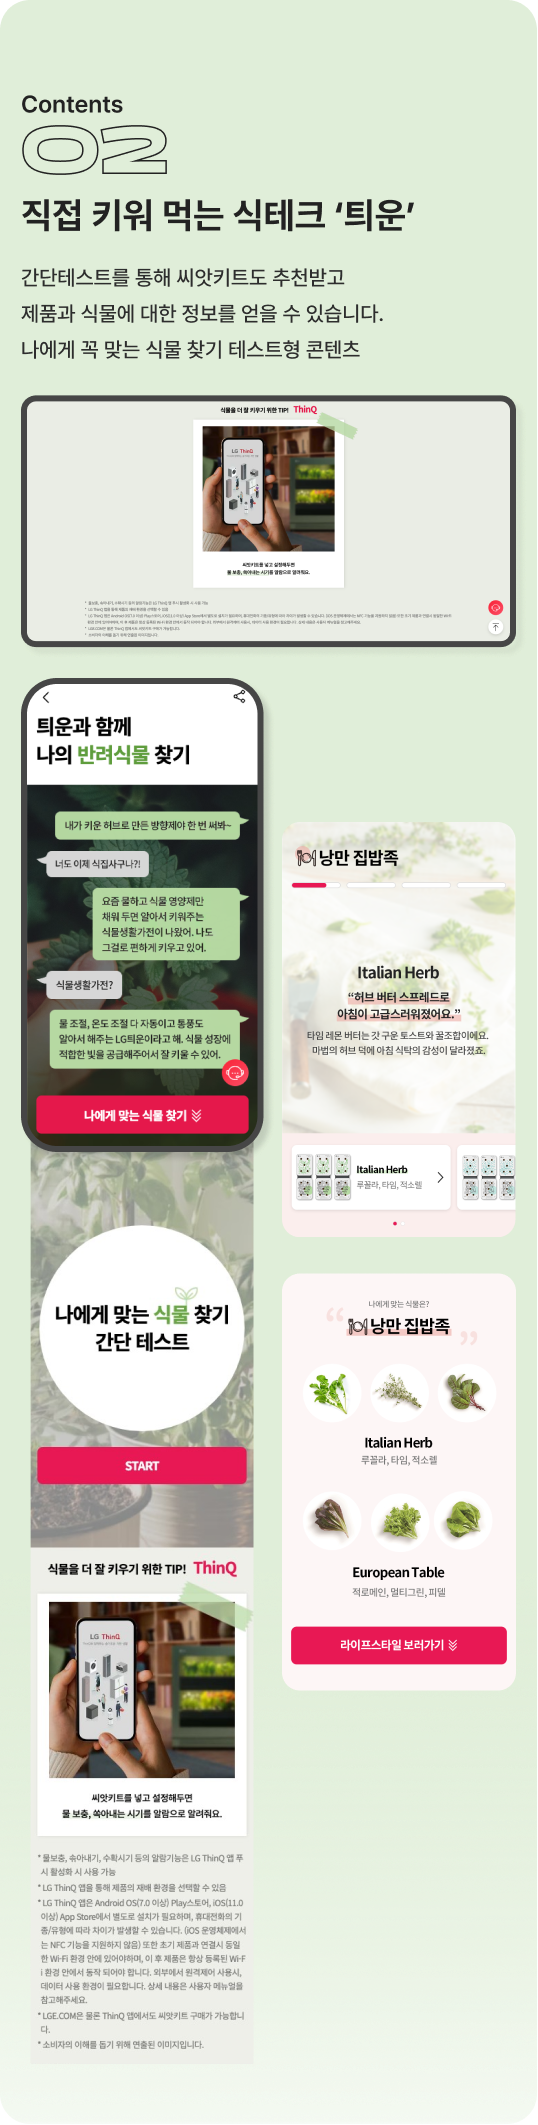 Contents
02
직접 키워 먹는 식테크 ‘틔운’
간단테스트를 통해 씨앗키트도 추천받고
제품과 식물에 대한 정보를 얻을 수 있습니다.
나에게 꼭 맞는 식물 찾기 테스트형 콘텐츠
식물을 더 잘 키우기 위한 TIP! ThinQ
LG ThinQ
씨앗키트를 넣고 설정해두면
물 보충, 솎아내는 시기를 알람으로 알려줘요.
틔운과 함께
나의 반려식물 찾기
내가 키운 허브로 만든 방향제야 한 번 써봐~
너도 이제 식집사구나?!
요즘 물하고 식물 영양제만
채워 두면 알아서 키워주는
식물생활가전이 나왔어. 나도
그걸로 편하게 키우고 있어.
식물생활가전?
물 조절, 온도 조절 다 자동이고 통풍도
알아서 해주는 LG틔운이라고 해. 식물 성장에
적합한 빛을 공급해주어서 잘 키울 수 있어.
나에게 맞는 식물 찾기
나에게 맞는 식물 찾기
간단 테스트
START
식물을 더 잘 키우기 위한 TIP! ThinQ
LG ThinQ
씨앗키트를 넣고 설정해두면
물 보충, 쏙아내는 시기를 알람으로 알려줘요.
* 물보충, 솎아내기, 수확시기 등의 알람기능은 LG ThinQ 앱 푸
시 활성화 시 사용 가능
* LG ThinQ 앱을 통해 제품의 재배 환경을 선택할 수 있음
* LG ThinQ 앱은 Android OS(7.0 이상) Play스토어, iOS(11.0
이상) App Store에서 별도로 설치가 필요하며, 휴대전화의 기
종/유형에 따라 차이가 발생할 수 있습니다. (iOS 운영체제에서
는 NFC 기능을 지원하지 않음) 또한 초기 제품과 연결시 동일
한 Wi-Fi 환경 안에 있어야하며, 이 후 제품은 항상 등록된 Wi-F
i 환경 안에서 동작 되어야 합니다. 외부에서 원격제어 사용시,
데이터 사용 환경이 필요합니다. 상세 내용은 사용자 메뉴얼을
참고해주세요.
* LGE.COM은 물론 ThinQ 앱에서도 씨앗키트 구매가 가능합니
다.
* 소비자의 이해를 돕기 위해 연출된 이미지입니다.
낭만 집밥족
Italian Herb
“허브 버터 스프레드로
아침이 고급스러워졌어요.”
타임 레몬 버터는 갓 구운 토스트와 꿀조합이에요.
마법의 허브 덕에 아침 식탁의 감성이 달라졌죠.
Italian Herb
루꼴라, 타임, 적소렐
나에게 맞는 식물은?
낭만 집밥족
Italian Herb
루꼴라, 타임, 적소렐
European Table
적로메인, 멀티그린, 피델
라이프스타일 보러가기